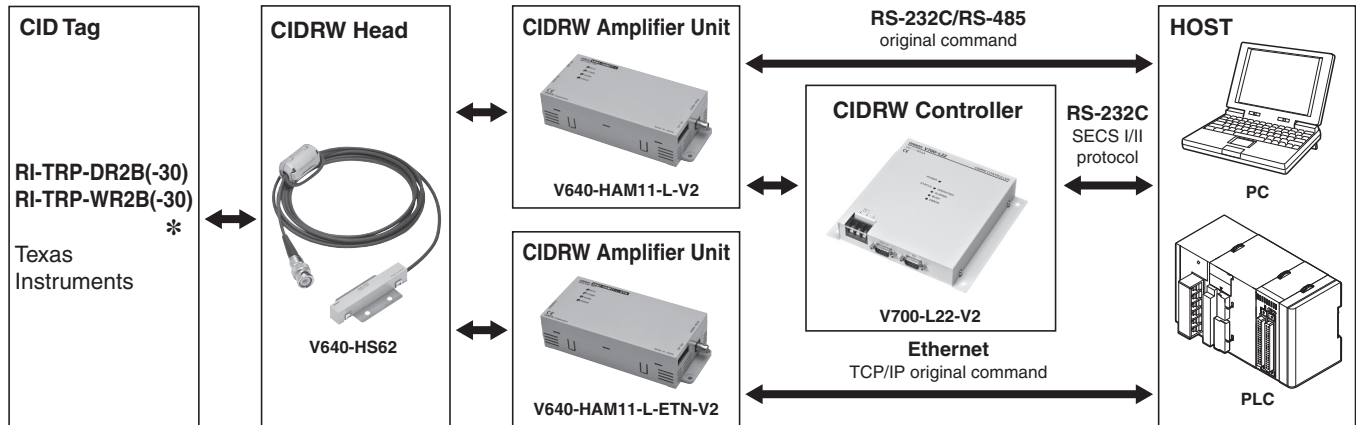 CID Tag
RI-TRP-DR2B(-30)
RI-TRP-WR2B(-30)
*
Texas
Instruments
CIDRW Head
V640-HS62
CIDRW Amplifier Unit
V640-HAM11-L-V2
CIDRW Amplifier Unit
V640-HAM11-L-ETN-V2
RS-232C/RS-485
original command
CIDRW Controller
V700-L22-V2
RS-232C
SECS I/II
protocol
Ethernet
TCP/IP original command
HOST
PC
PLC